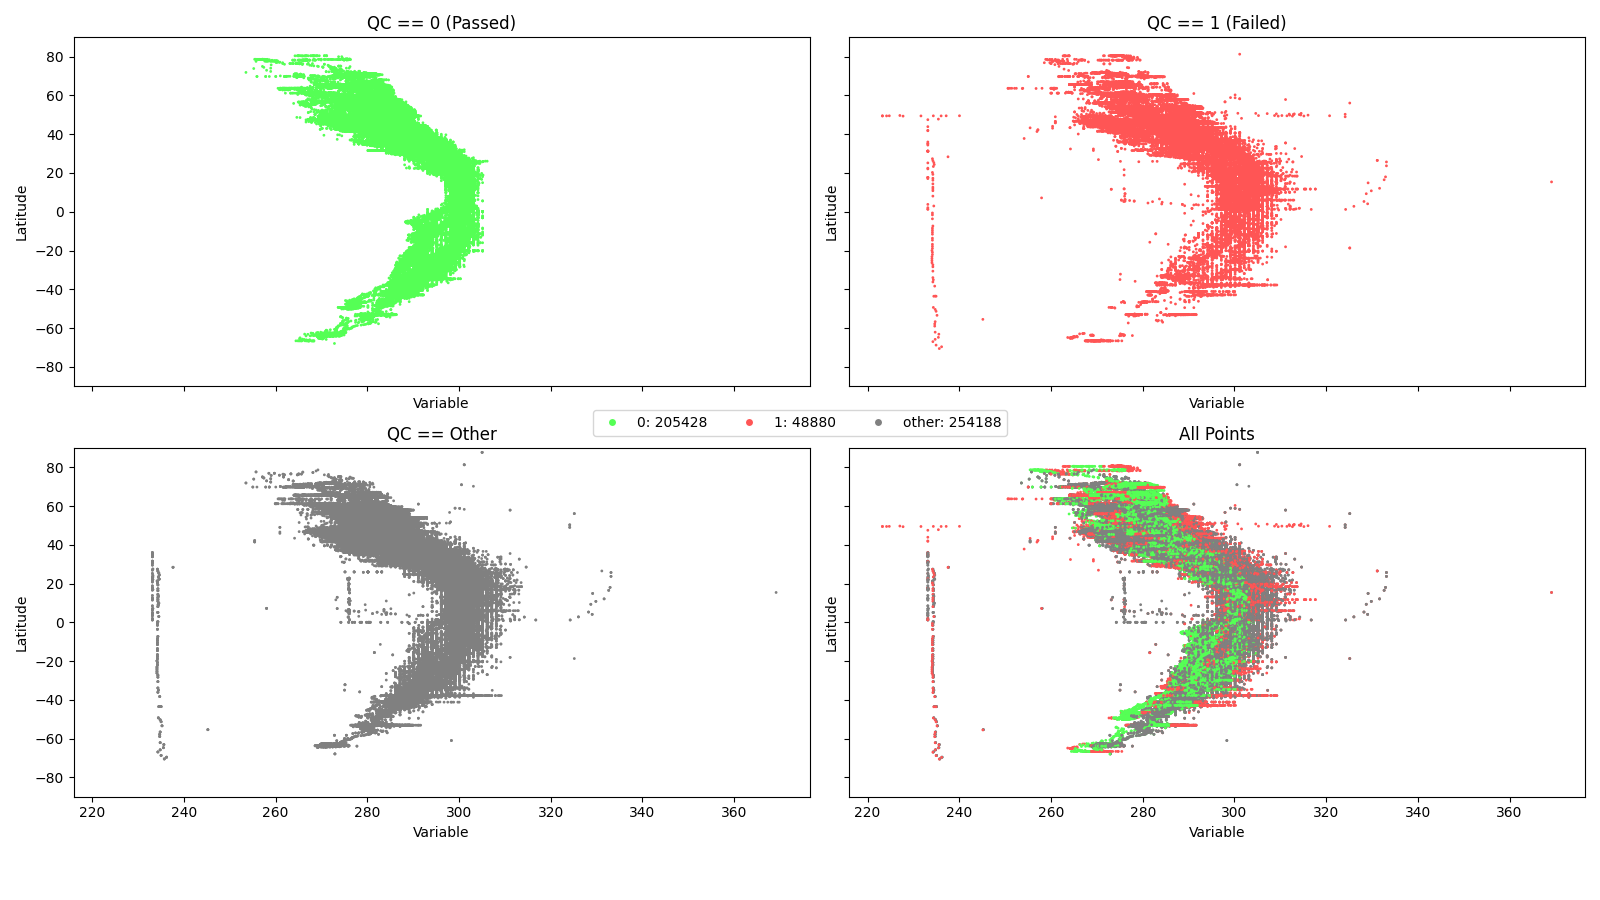 QC == 0 (Passed)
QC == 1 (Failed)
80
60
40
20
0
−20
−40
−60
−80
Latitude
Latitude
Variable
Variable
0: 205428
1: 48880
other: 254188
QC == Other
All Points
80
60
40
20
0
−20
−40
−60
−80
Latitude
Latitude
220 240 260 280 300 320 340 360
220 240 260 280 300 320 340 360
Variable
Variable